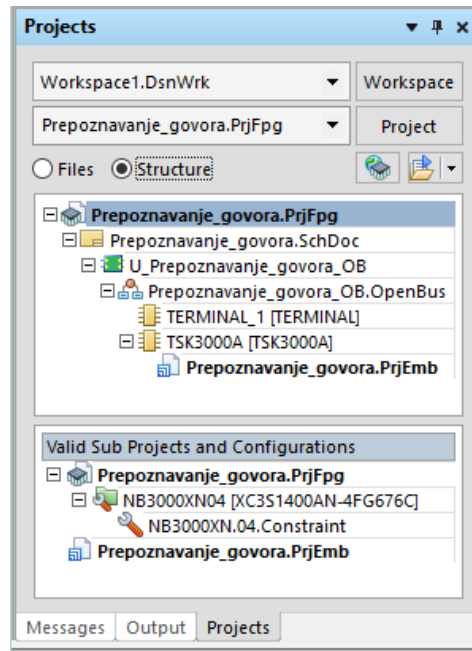 Projects
Workspace1.DsnWrk Workspace
Prepoznavanje_govora.PrjFpg Project
Files Structure
Prepoznavanje_govora.PrjFpg
Prepoznavanje_govora.SchDoc
U_Prepoznavanje_govora_OB
Prepoznavanje_govora_OB.OpenBus
TERMINAL_1 [TERMINAL]
TSK3000A [TSK3000A]
Prepoznavanje_govora.PrjEmb
Valid Sub Projects and Configurations
Prepoznavanje_govora.PrjFpg
NB3000XN04 [XC3S1400AN-4FG676C]
NB3000XN.04.Constraint
Prepoznavanje_govora.PrjEmb
Messages Output Projects